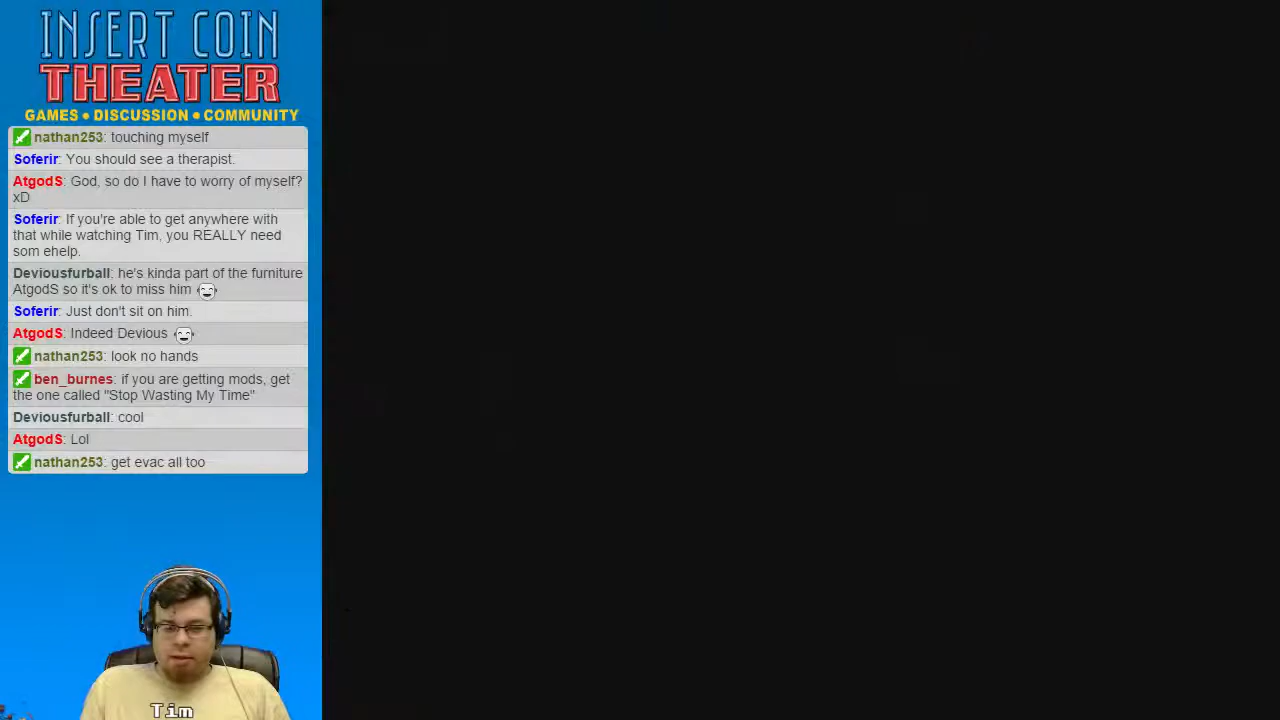 INSERT COIN
THEATER
GAMES • DISCUSSION • COMMUNITY
nathan253: touching myself
Soferir: You should see a therapist.
AtgodS: God, so do I have to worry of myself?
xD
Soferir: If you're able to get anywhere with
that while watching Tim, you REALLY need
som ehelp.
Deviousfurball: he's kinda part of the furniture
AtgodS so it's ok to miss him
Soferir: Just don't sit on him.
AtgodS: Indeed Devious
nathan253: look no hands
ben_burnes: if you are getting mods, get
the one called "Stop Wasting My Time"
Deviousfurball: cool
AtgodS: Lol
nathan253: get evac all too
Tim